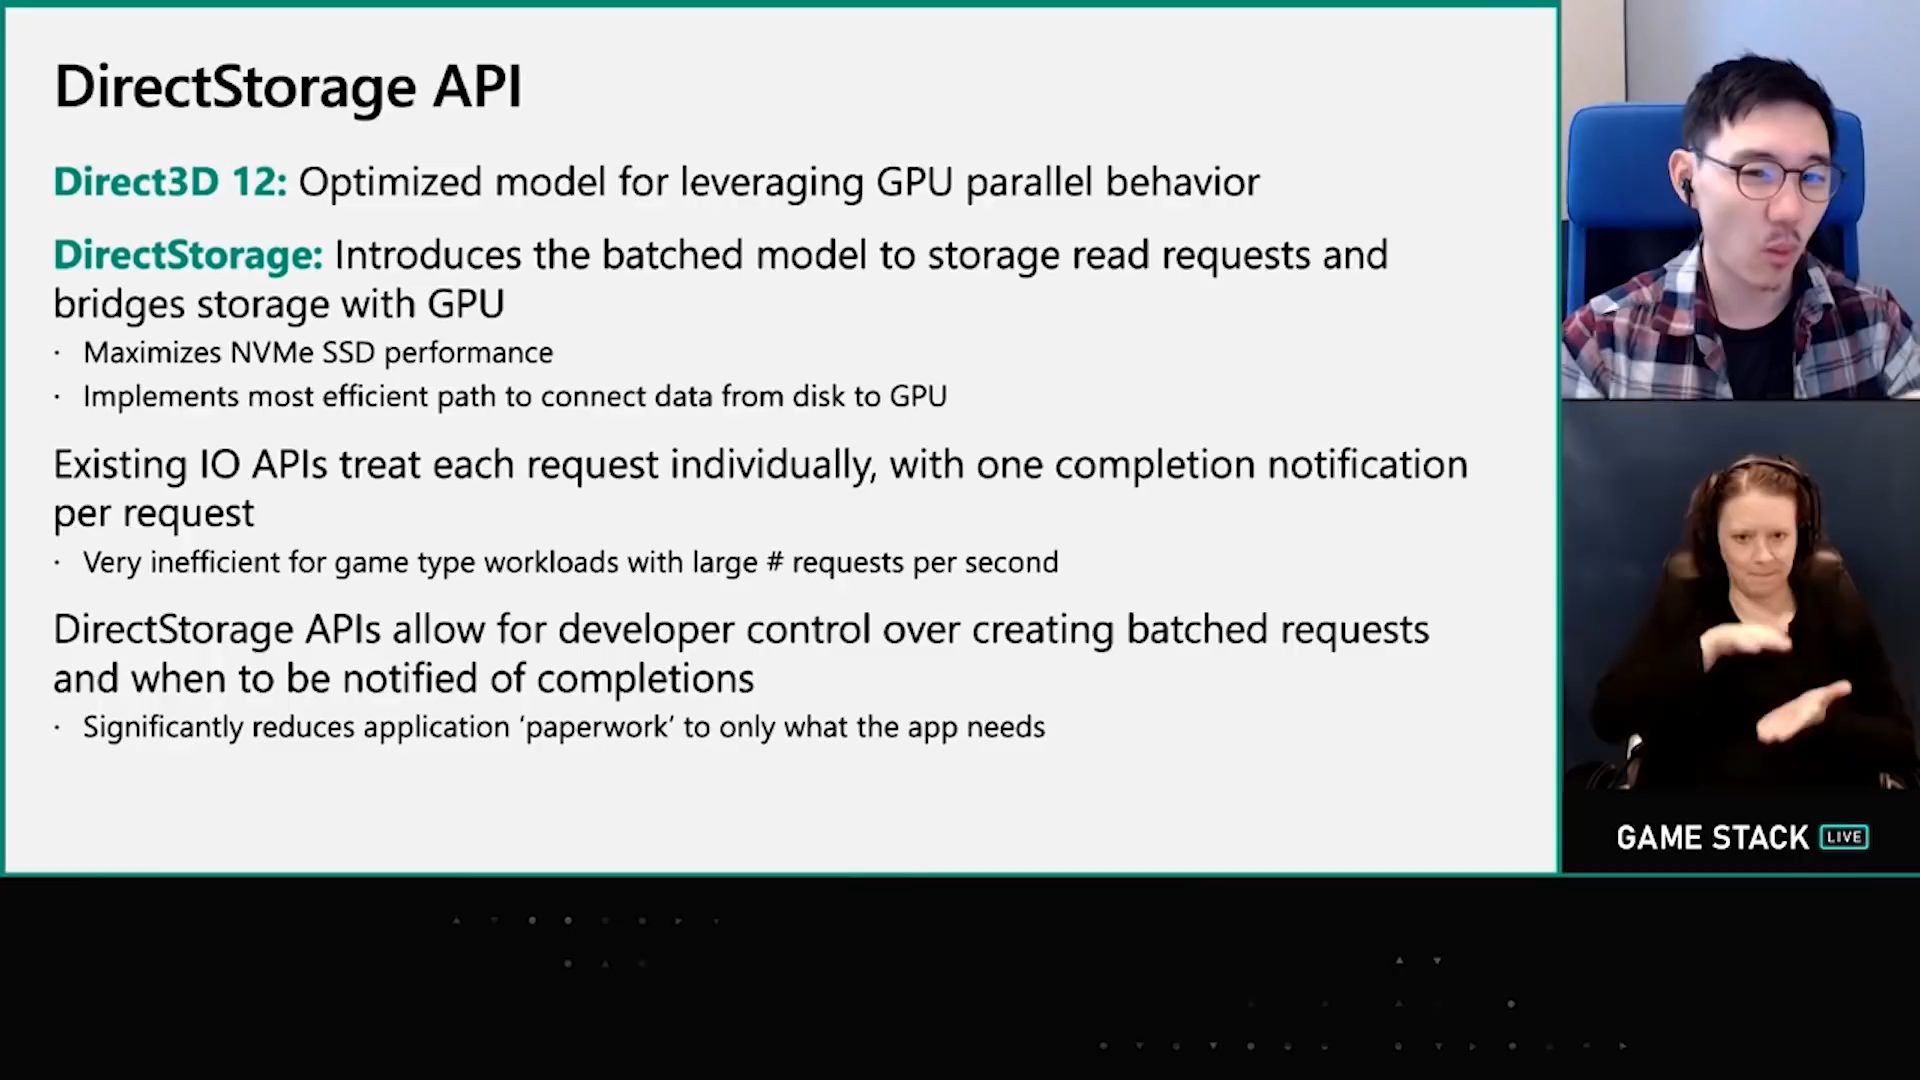 DirectStorage API
Direct3D 12: Optimized model for leveraging GPU parallel behavior
DirectStorage: Introduces the batched model to storage read requests and
bridges storage with GPU
· Maximizes NVMe SSD performance
· Implements most efficient path to connect data from disk to GPU
Existing IO APIs treat each request individually, with one completion notification
per request
· Very inefficient for game type workloads with large # requests per second
DirectStorage APIs allow for developer control over creating batched requests
and when to be notified of completions
· Significantly reduces application ‘paperwork’ to only what the app needs
GAME STACK LIVE